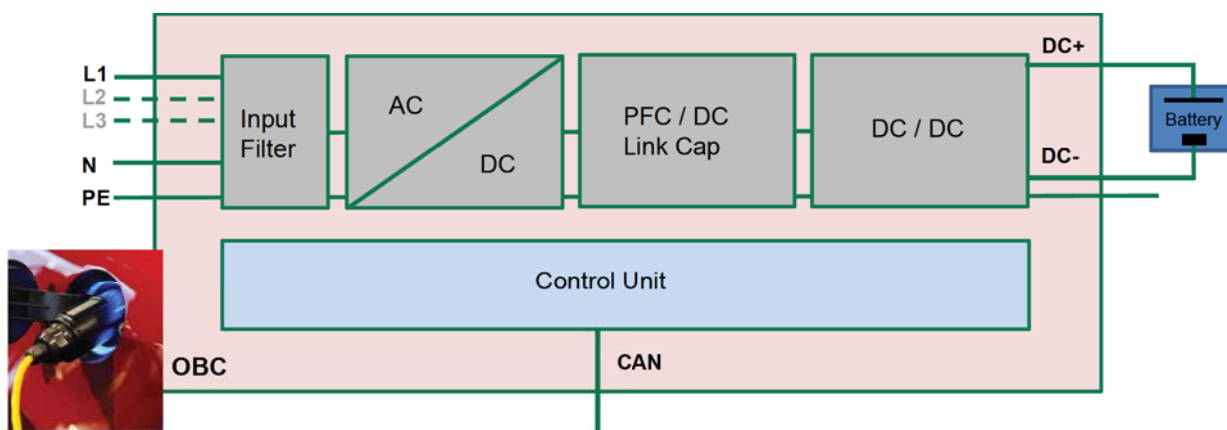 L1
L2
L3
N
PE
Input
Filter
AC
DC
PFC / DC
Link Cap
DC / DC
DC+
DC-
Battery
Control Unit
OBC
CAN